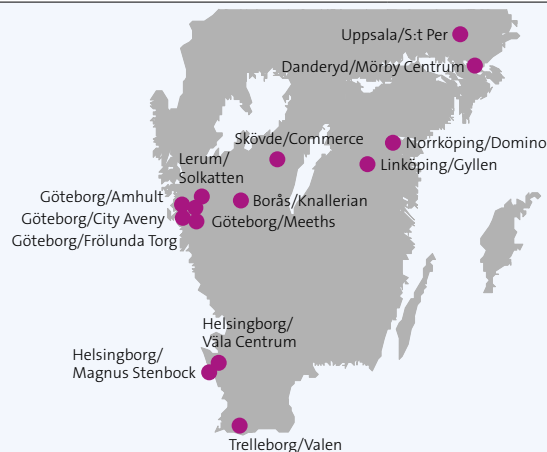 Uppsala/S:t Per
Danderyd/Mörby Centrum
Skövde/Commerce
Norrköping/Domino
Lerum/
Solkatten
Linköping/Gyllen
Göteborg/Amhult
Borås/Knallerian
Göteborg/City Aveny
Göteborg/Meeths
Göteborg/Frölunda Torg
Helsingborg/
Väla Centrum
Helsingborg/
Magnus Stenbock
Trelleborg/Valen